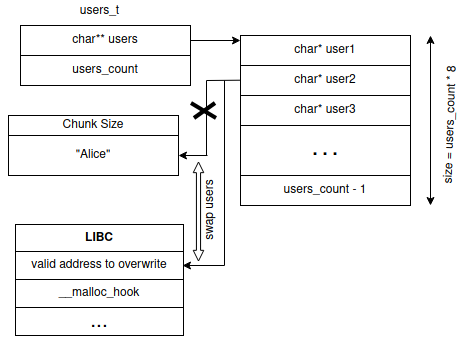 users_t
char** users
users_count
char* user1
char* user2
char* user3
...
users_count - 1
size = users_count * 8
Chunk Size
"Alice"
swap users
LIBC
valid address to overwrite
__malloc_hook
...